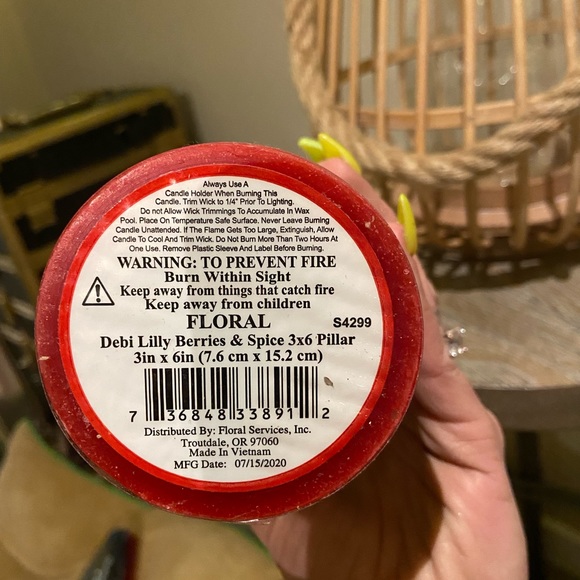 Always Use A
Candle Holder When Burning This
Candle. Trim Wick to 1/4" Prior To Lighting.
Do not Allow Wick Trimmings To Accumulate In Wax
Pool. Place On Temperature Safe Surface. Never Leave Burning
Candle Unattended. If The Flame Gets Too Large, Extinguish, Allow
Candle To Cool And Trim Wick. Do Not Burn More Than Two Hours At
One Use. Remove Plastic Sleeve And Label Before Burning.
WARNING: TO PREVENT FIRE
Burn Within Sight
Keep away from things that catch fire
Keep away from children
FLORAL S4299
Debi Lilly Berries & Spice 3x6 Pillar
3in x 6in (7.6 cm x 15.2 cm)
7 36848 33891 2
Distributed By: Floral Services, Inc.
Troutdale, OR 97060
Made In Vietnam
MFG Date: 07/15/2020